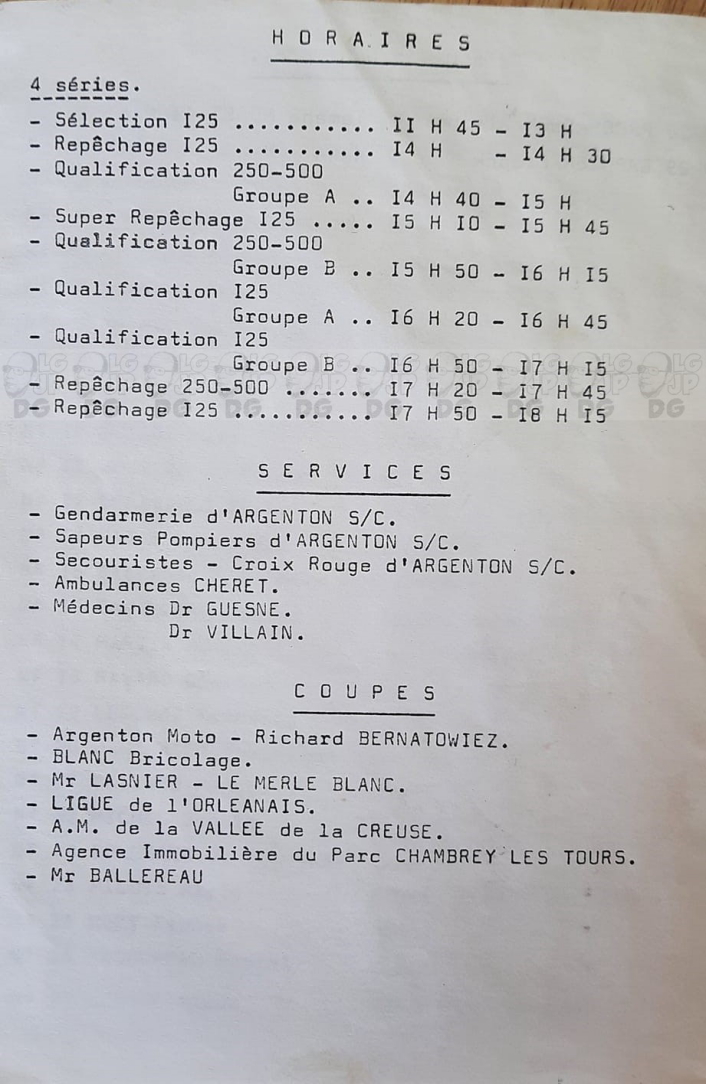 H O R A I R E S
4 séries.
- Sélection I25 ........... II H 45 - I3 H
- Repêchage I25 ........... I4 H - I4 H 30
- Qualification 250-500
Groupe A .. I4 H 40 - I5 H
- Super Repêchage I25 ..... I5 H I0 - I5 H 45
- Qualification 250-500
Groupe B .. I5 H 50 - I6 H I5
- Qualification I25
Groupe A .. I6 H 20 - I6 H 45
- Qualification I25
Groupe B .. I6 H 50 - I7 H I5
- Repêchage 250-500 ....... I7 H 20 - I7 H 45
- Repêchage I25 ........... I7 H 50 - I8 H I5
S E R V I C E S
- Gendarmerie d'ARGENTON S/C.
- Sapeurs Pompiers d'ARGENTON S/C.
- Secouristes - Croix Rouge d'ARGENTON S/C.
- Ambulances CHERET.
- Médecins Dr GUESNE.
Dr VILLAIN.
C O U P E S
- Argenton Moto - Richard BERNATOWIEZ.
- BLANC Bricolage.
- Mr LASNIER - LE MERLE BLANC.
- LIGUE de l'ORLEANAIS.
- A.M. de la VALLEE de la CREUSE.
- Agence Immobilière du Parc CHAMBREY LES TOURS.
- Mr BALLEREAU